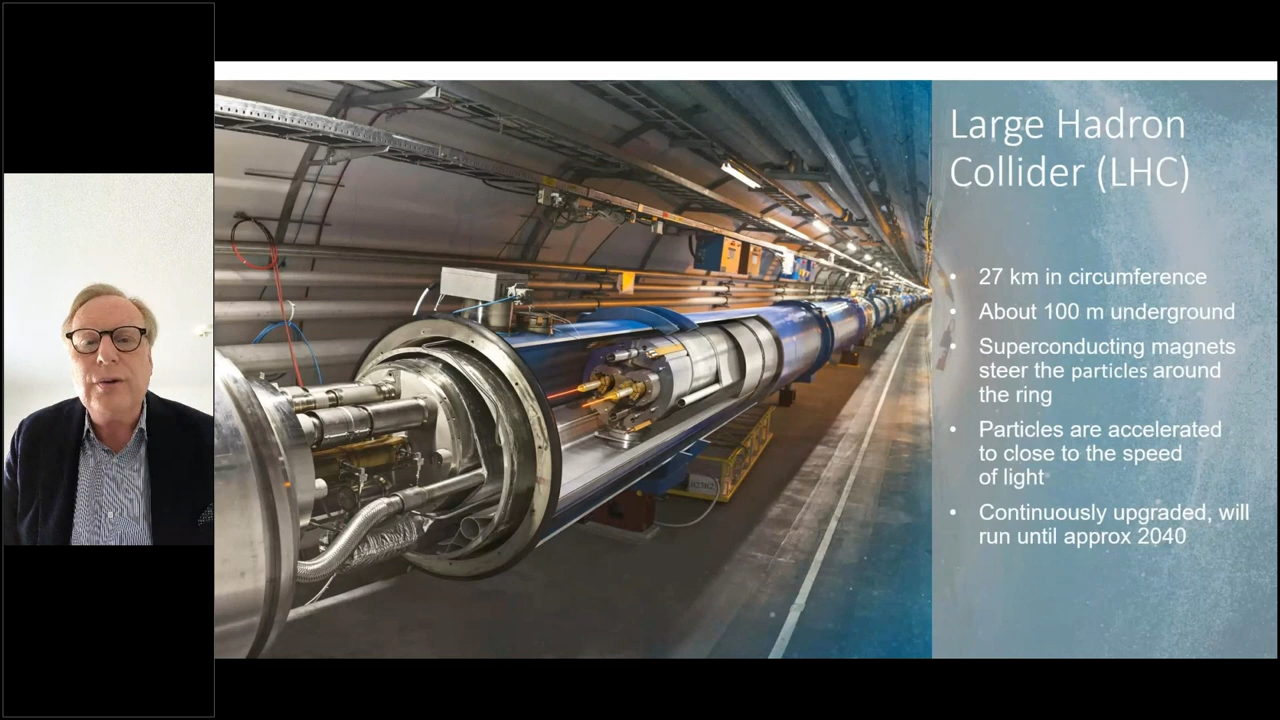 Large Hadron
Collider (LHC)
• 27 km in circumference
• About 100 m underground
• Superconducting magnets
steer the particles around
the ring
• Particles are accelerated
to close to the speed
of light
• Continuously upgraded, will
run until approx 2040